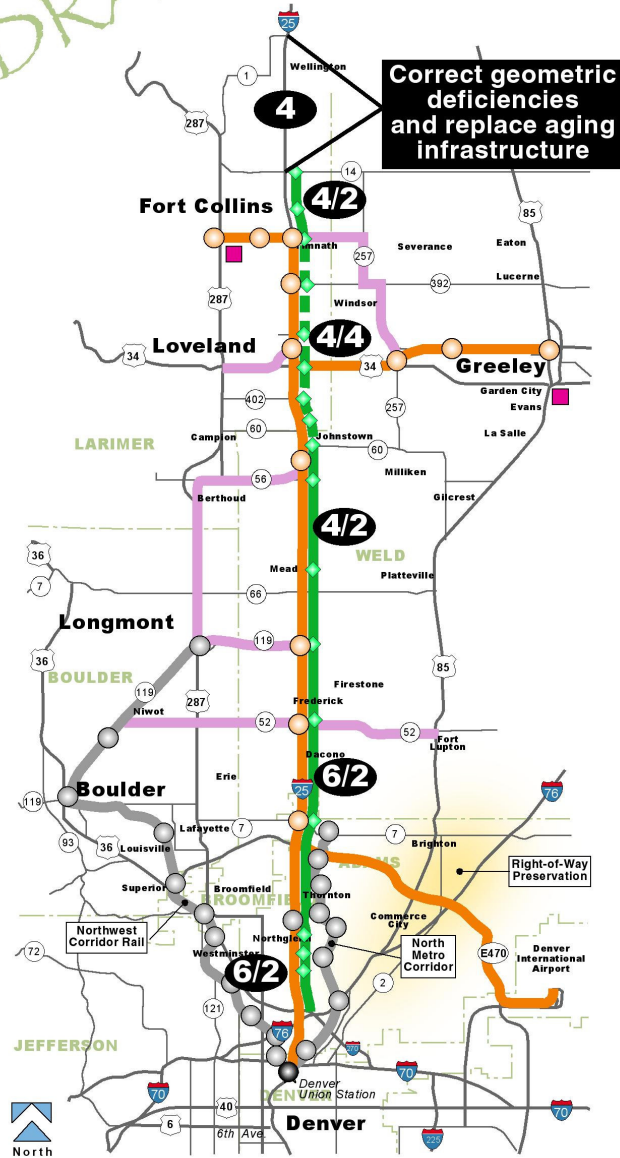 DRA
25
Wellington
1
4
Correct geometric
deficiencies
and replace aging
infrastructure
287
14
4/2
Fort Collins
85
Severance
Eaton
257
287
392
Lucerne
Windsor
4/4
Loveland
34
34
Greeley
Garden City
402
257
Evans
60
La Salle
LARIMER
Campion
Johnstown
60
Milliken
56
Berthoud
Gilcrest
4/2
36
WELD
Mead
Platteville
7
66
Longmont
119
36
85
BOULDER
Firestone
119
287
Frederick
Niwot
52
52
Fort
Lupton
Dacono
Erie
6/2
25
76
Boulder
119
Lafayette
7
7
93
36
Louisville
Brighton
ADAMS
Right-of-Way
Preservation
Superior
Broomfield
Thornton
BROOMFIE
Commerce
City
Northwest
Corridor Rail
Northglen
North
Metro
Corridor
Westminster
E470
Denver
International
Airport
72
6/2
2
121
76
JEFFERSON
270
70
70
Denver
Union Station
DENVER
40
70
6
6th Ave.
Denver
225
North